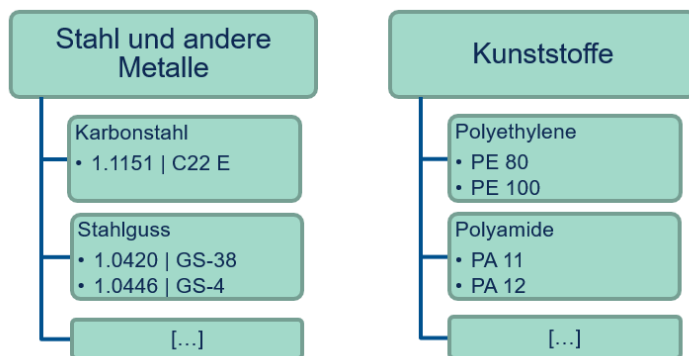 Stahl und andere
Metalle
Karbonstahl
• 1.1151 | C22 E
Stahlguss
• 1.0420 | GS-38
• 1.0446 | GS-4
[...]
Kunststoffe
Polyethylene
• PE 80
• PE 100
Polyamide
• PA 11
• PA 12
[...]